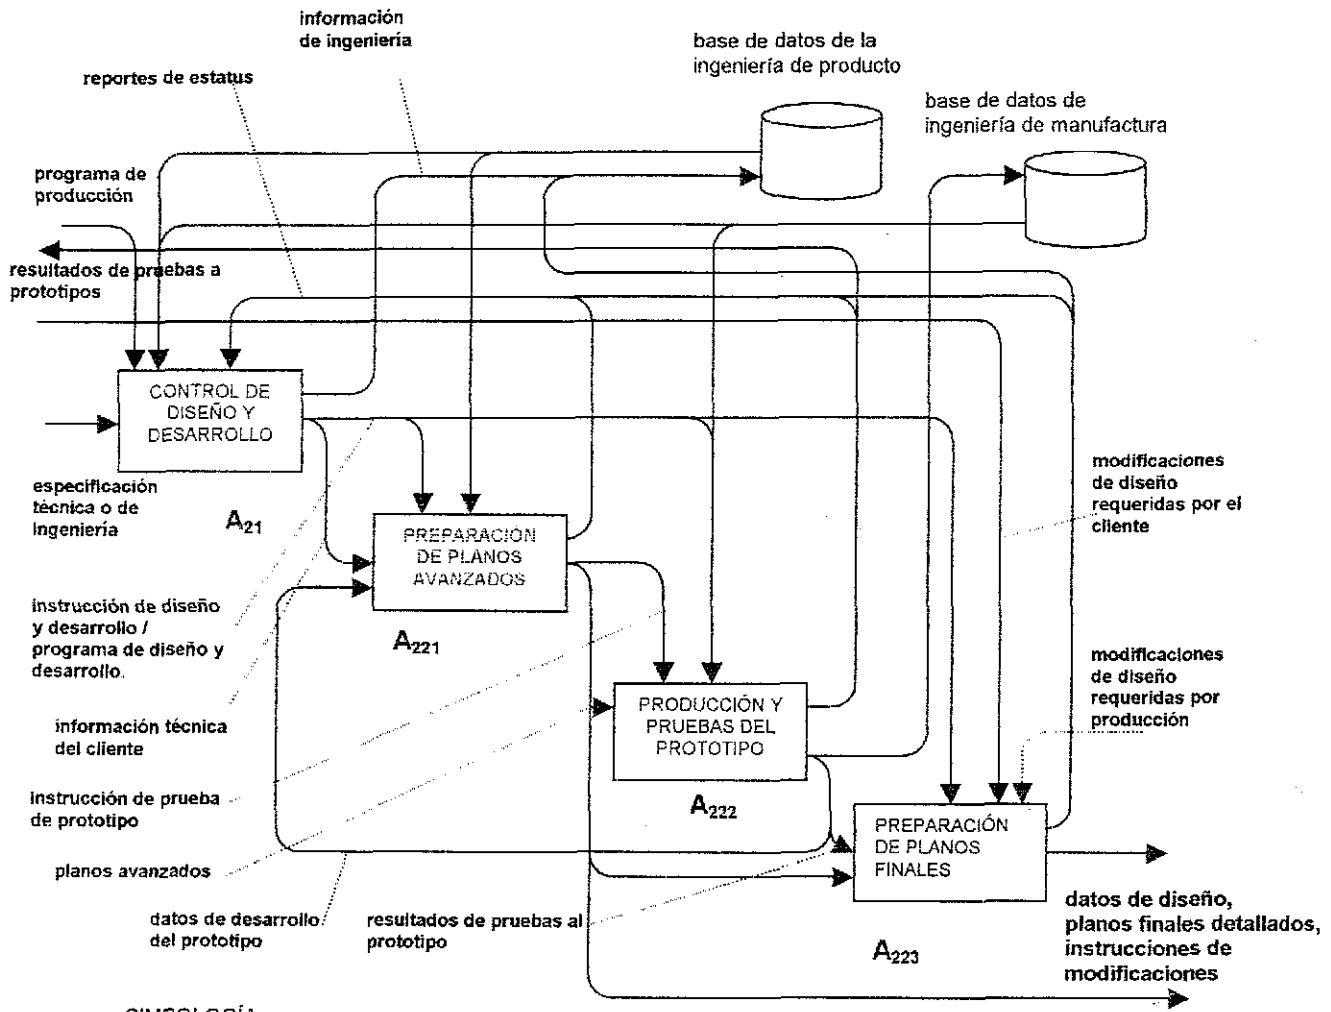 información
de ingeniería
base de datos de la
ingeniería de producto
reportes de estatus
base de datos de
ingeniería de manufactura
programa de
producción
resultados de pruebas a
prototipos
CONTROL DE
DISEÑO Y
DESARROLLO
especificación
técnica o de
ingeniería
A21
modificaciones
de diseño
requeridas por el
cliente
PREPARACIÓN
DE PLANOS
AVANZADOS
A221
instrucción de diseño
y desarrollo /
programa de diseño y
desarrollo.
modificaciones
de diseño
requeridas por
producción
información técnica
del cliente
PRODUCCIÓN Y
PRUEBAS DEL
PROTOTIPO
A222
instrucción de prueba
de prototipo
planos avanzados
PREPARACIÓN
DE PLANOS
FINALES
A223
datos de desarrollo
del prototipo
resultados de pruebas al
prototipo
datos de diseño,
planos finales detallados,
instrucciones de
modificaciones